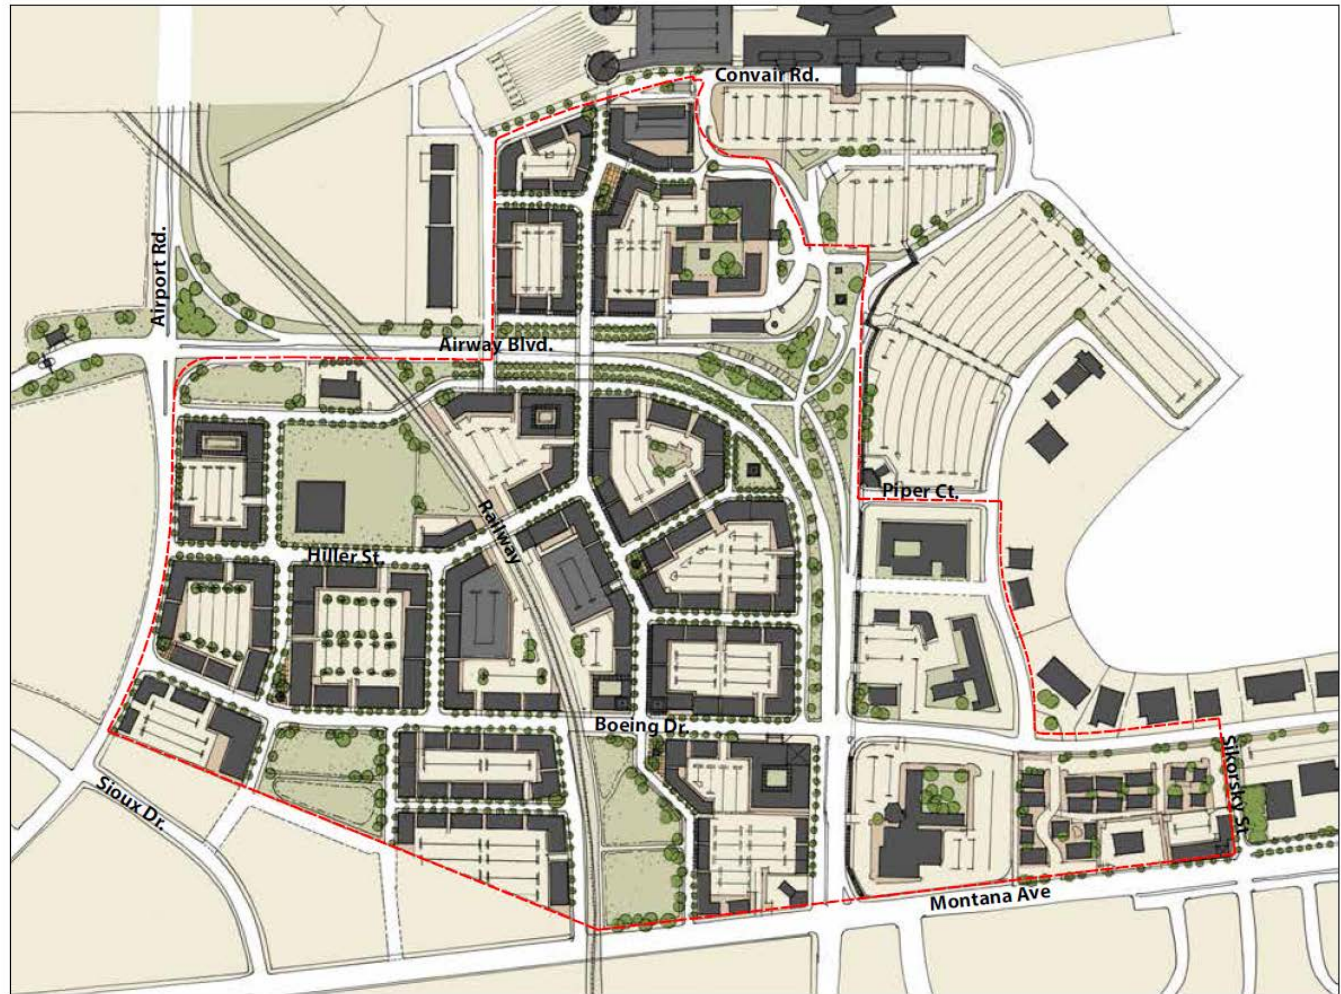 Convair Rd.
Airport Rd.
Airway Blvd.
Piper Ct.
Railway
Hiller St.
Boeing Dr.
Sikorsky St.
Sioux Dr.
Montana Ave